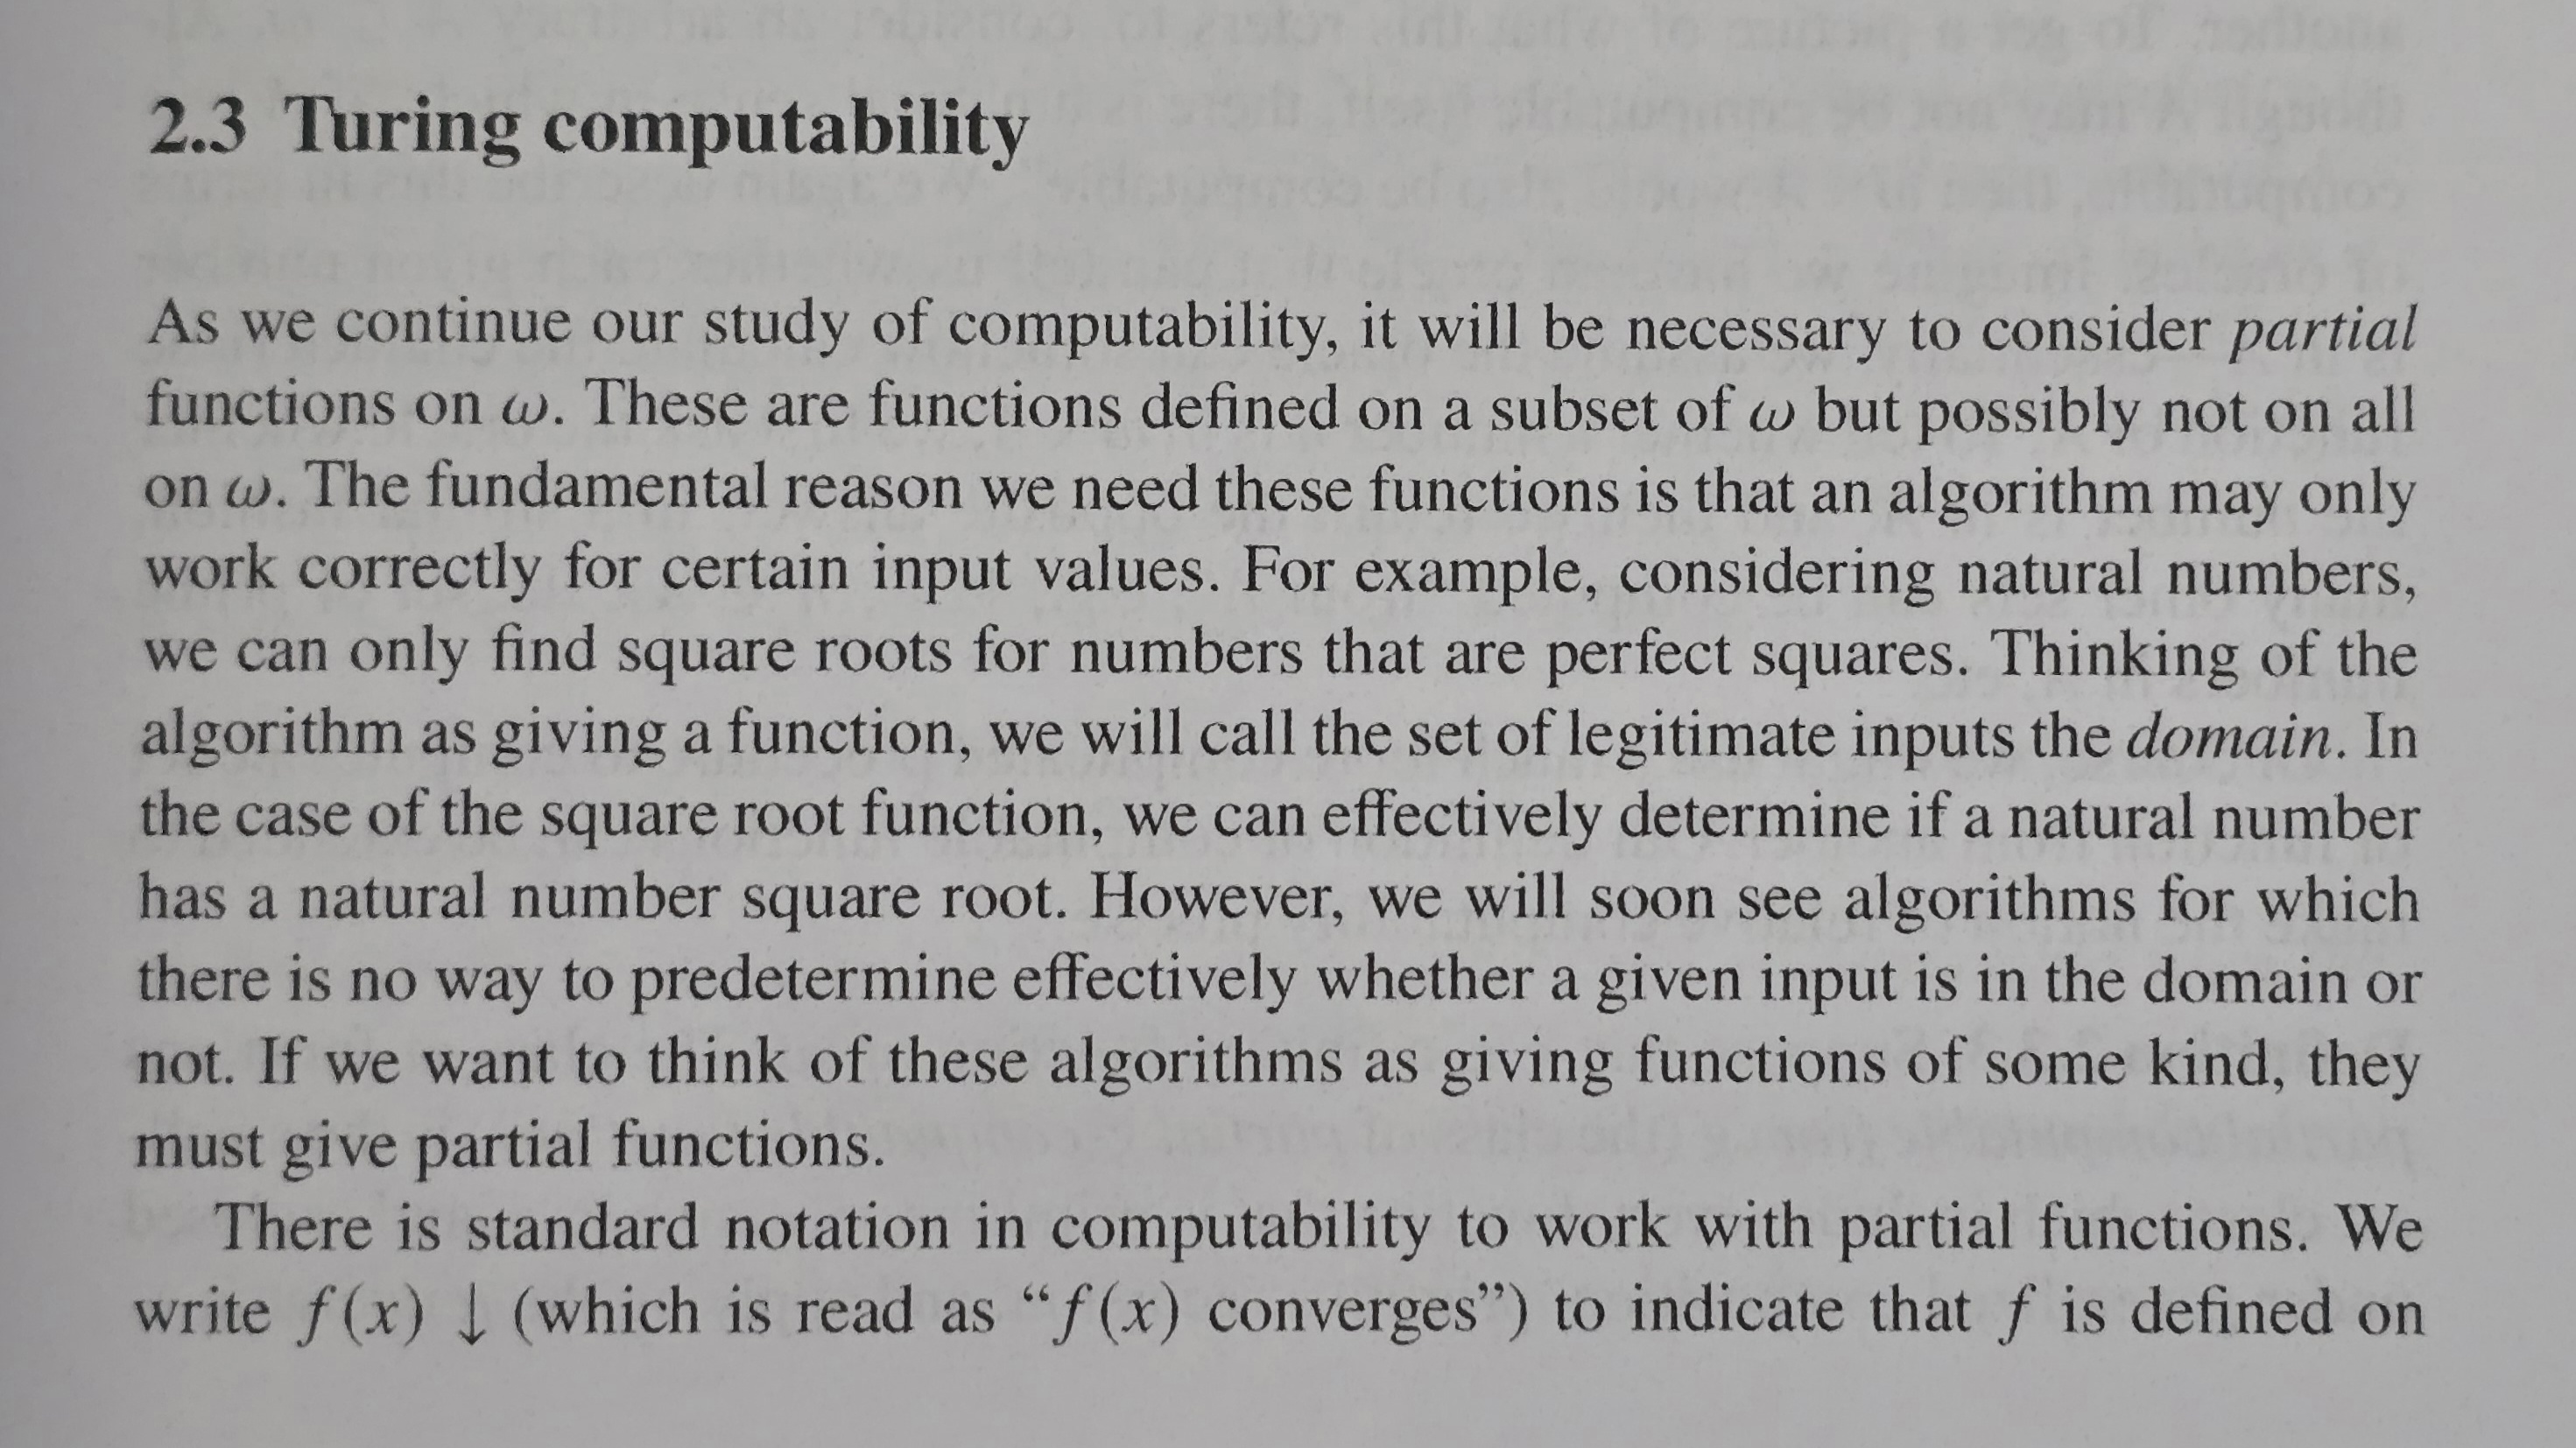 2.3 Turing computability
As we continue our study of computability, it will be necessary to consider partial
functions on ω. These are functions defined on a subset of ω but possibly not on all
on ω. The fundamental reason we need these functions is that an algorithm may only
work correctly for certain input values. For example, considering natural numbers,
we can only find square roots for numbers that are perfect squares. Thinking of the
algorithm as giving a function, we will call the set of legitimate inputs the domain. In
the case of the square root function, we can effectively determine if a natural number
has a natural number square root. However, we will soon see algorithms for which
there is no way to predetermine effectively whether a given input is in the domain or
not. If we want to think of these algorithms as giving functions of some kind, they
must give partial functions.
There is standard notation in computability to work with partial functions. We
write f(x) ↓ (which is read as “f(x) converges”) to indicate that f is defined on